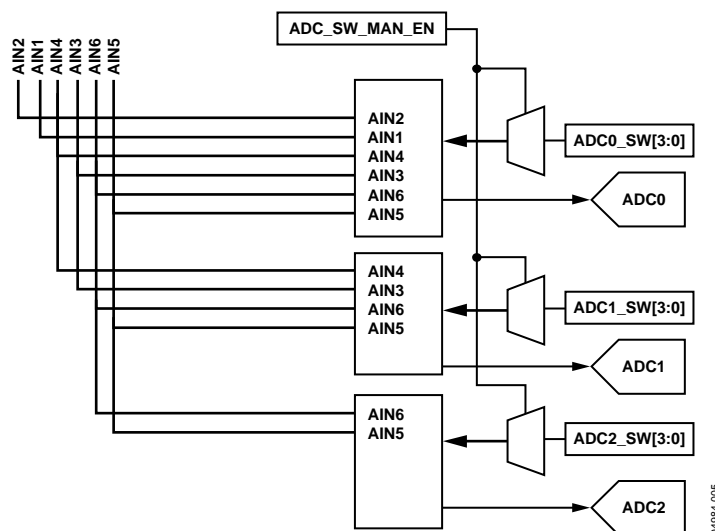 ADC_SW_MAN_EN
AIN2
AIN1
AIN4
AIN3
AIN6
AIN5
AIN2
AIN1
AIN4
AIN3
AIN6
AIN5
ADC0_SW[3:0]
ADC0
AIN4
AIN3
AIN6
AIN5
ADC1_SW[3:0]
ADC1
AIN6
AIN5
ADC2_SW[3:0]
ADC2